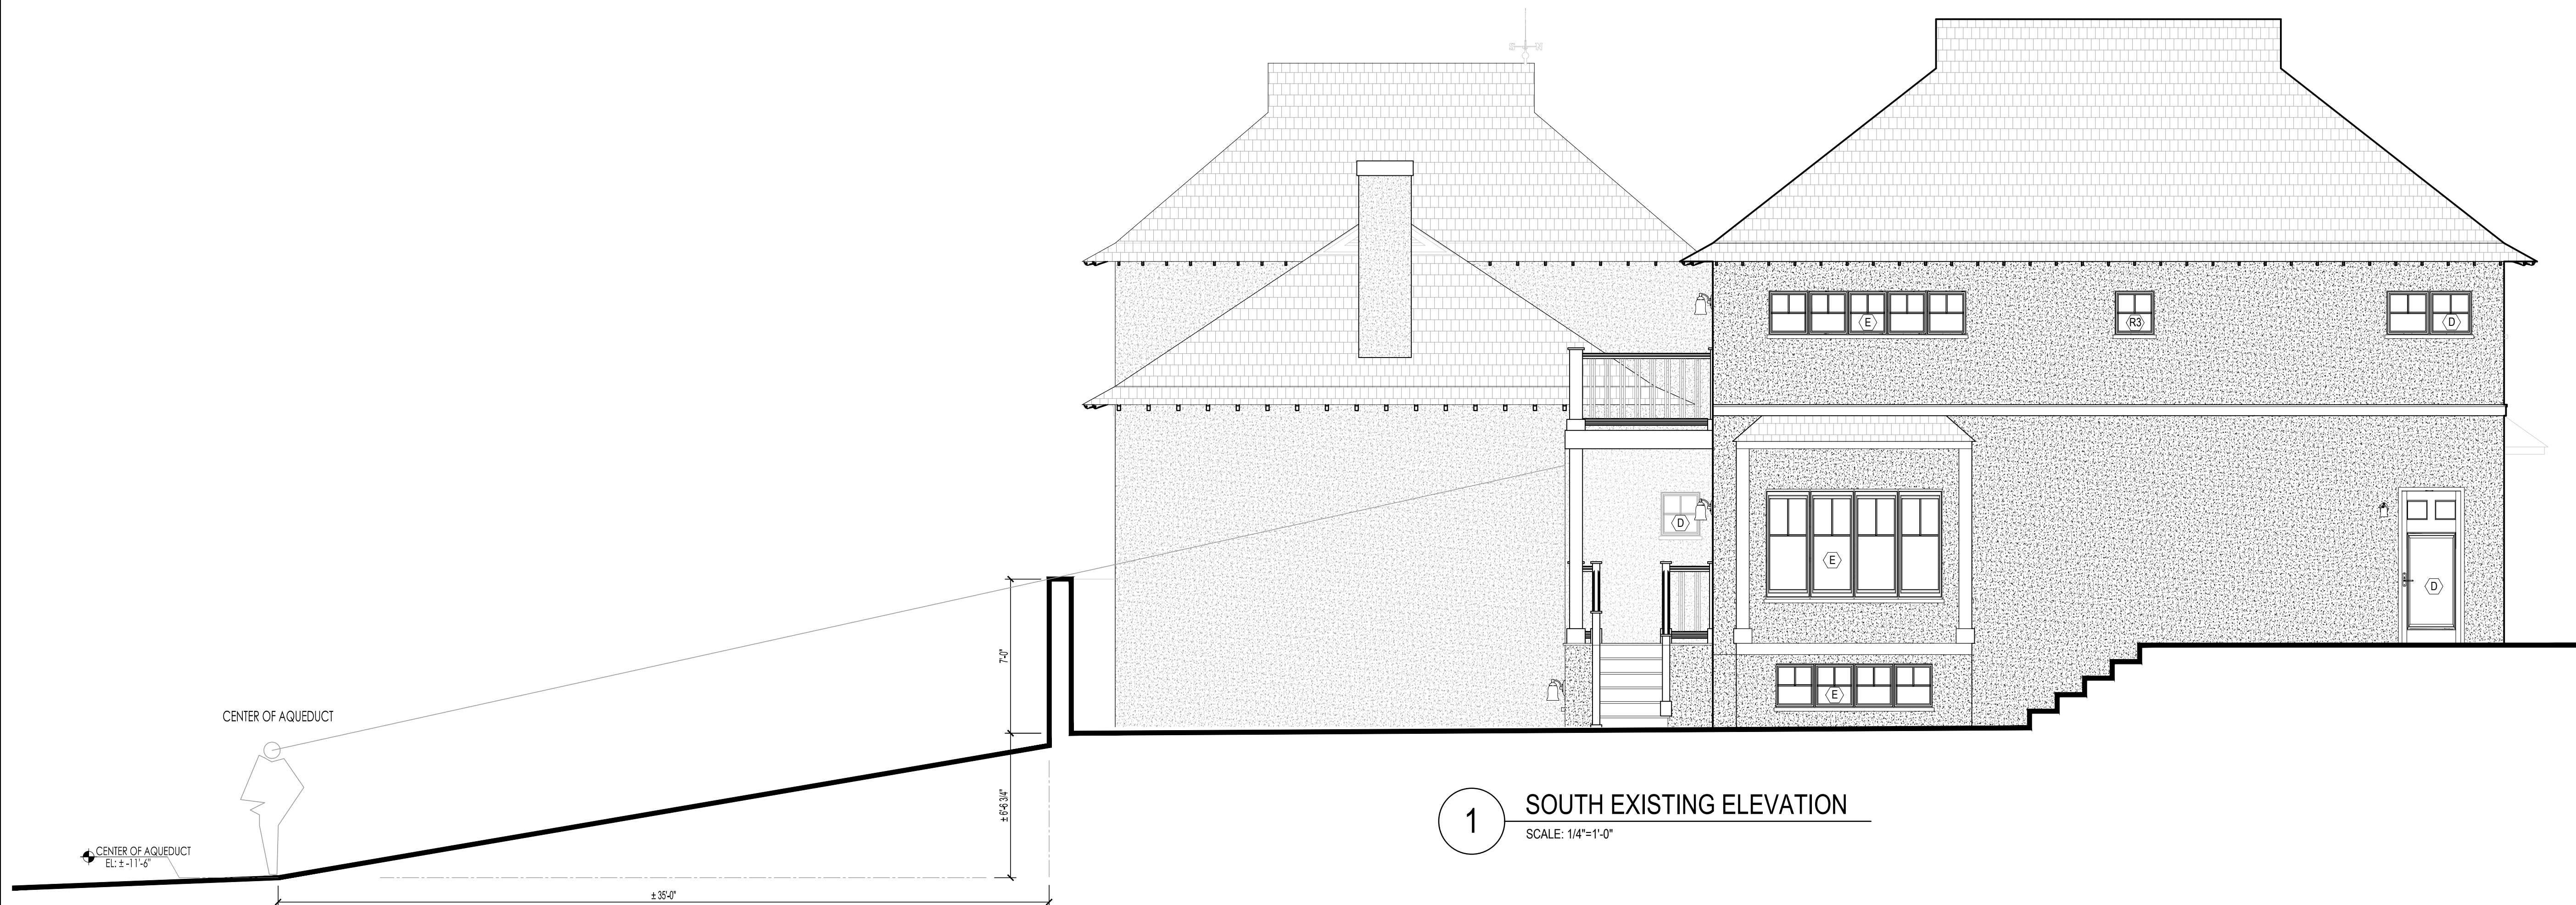 E
R3
D
D
E
D
7'-0"
E
CENTER OF AQUEDUCT
± 6'-6 3/4"
1
SOUTH EXISTING ELEVATION
SCALE: 1/4"=1'-0"
CENTER OF AQUEDUCT
EL: ± -11'-6"
± 35'-0"